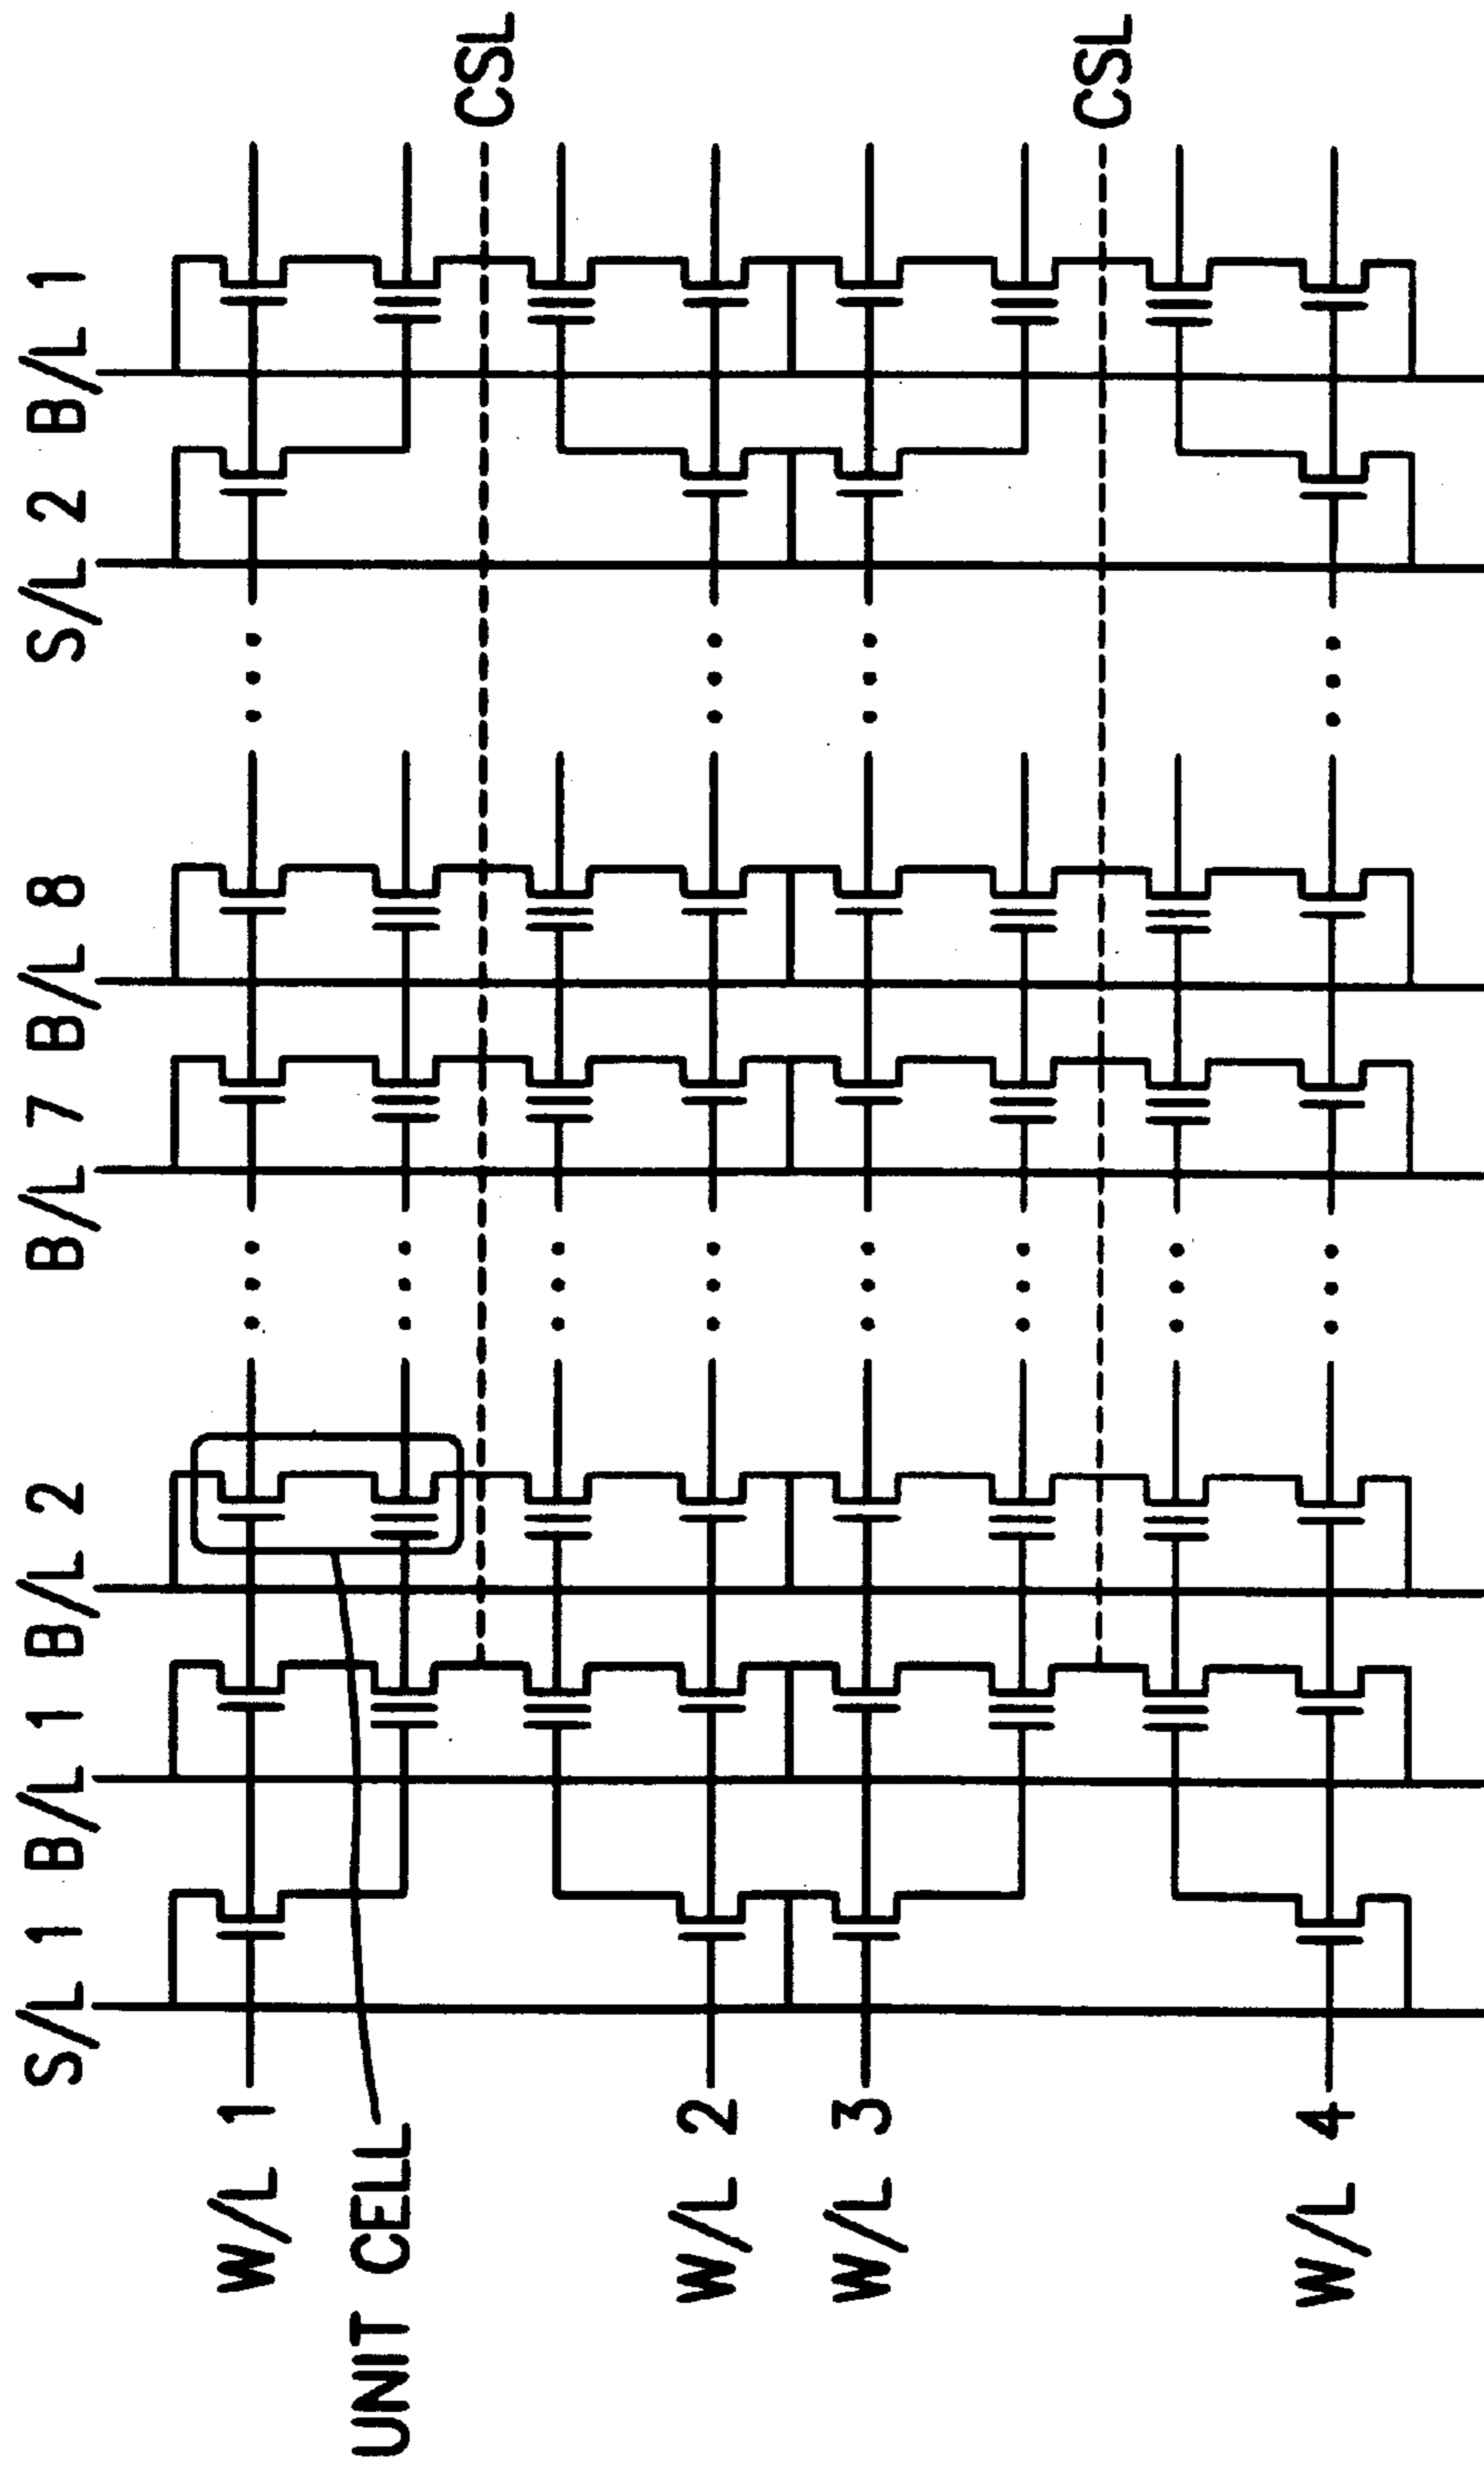 S/L 1
B/L 1
B/L 2
B/L 7
B/L 8
S/L 2
B/L 1
W/L 1
UNIT CELL
CSL
W/L 2
W/L 3
CSL
W/L 4